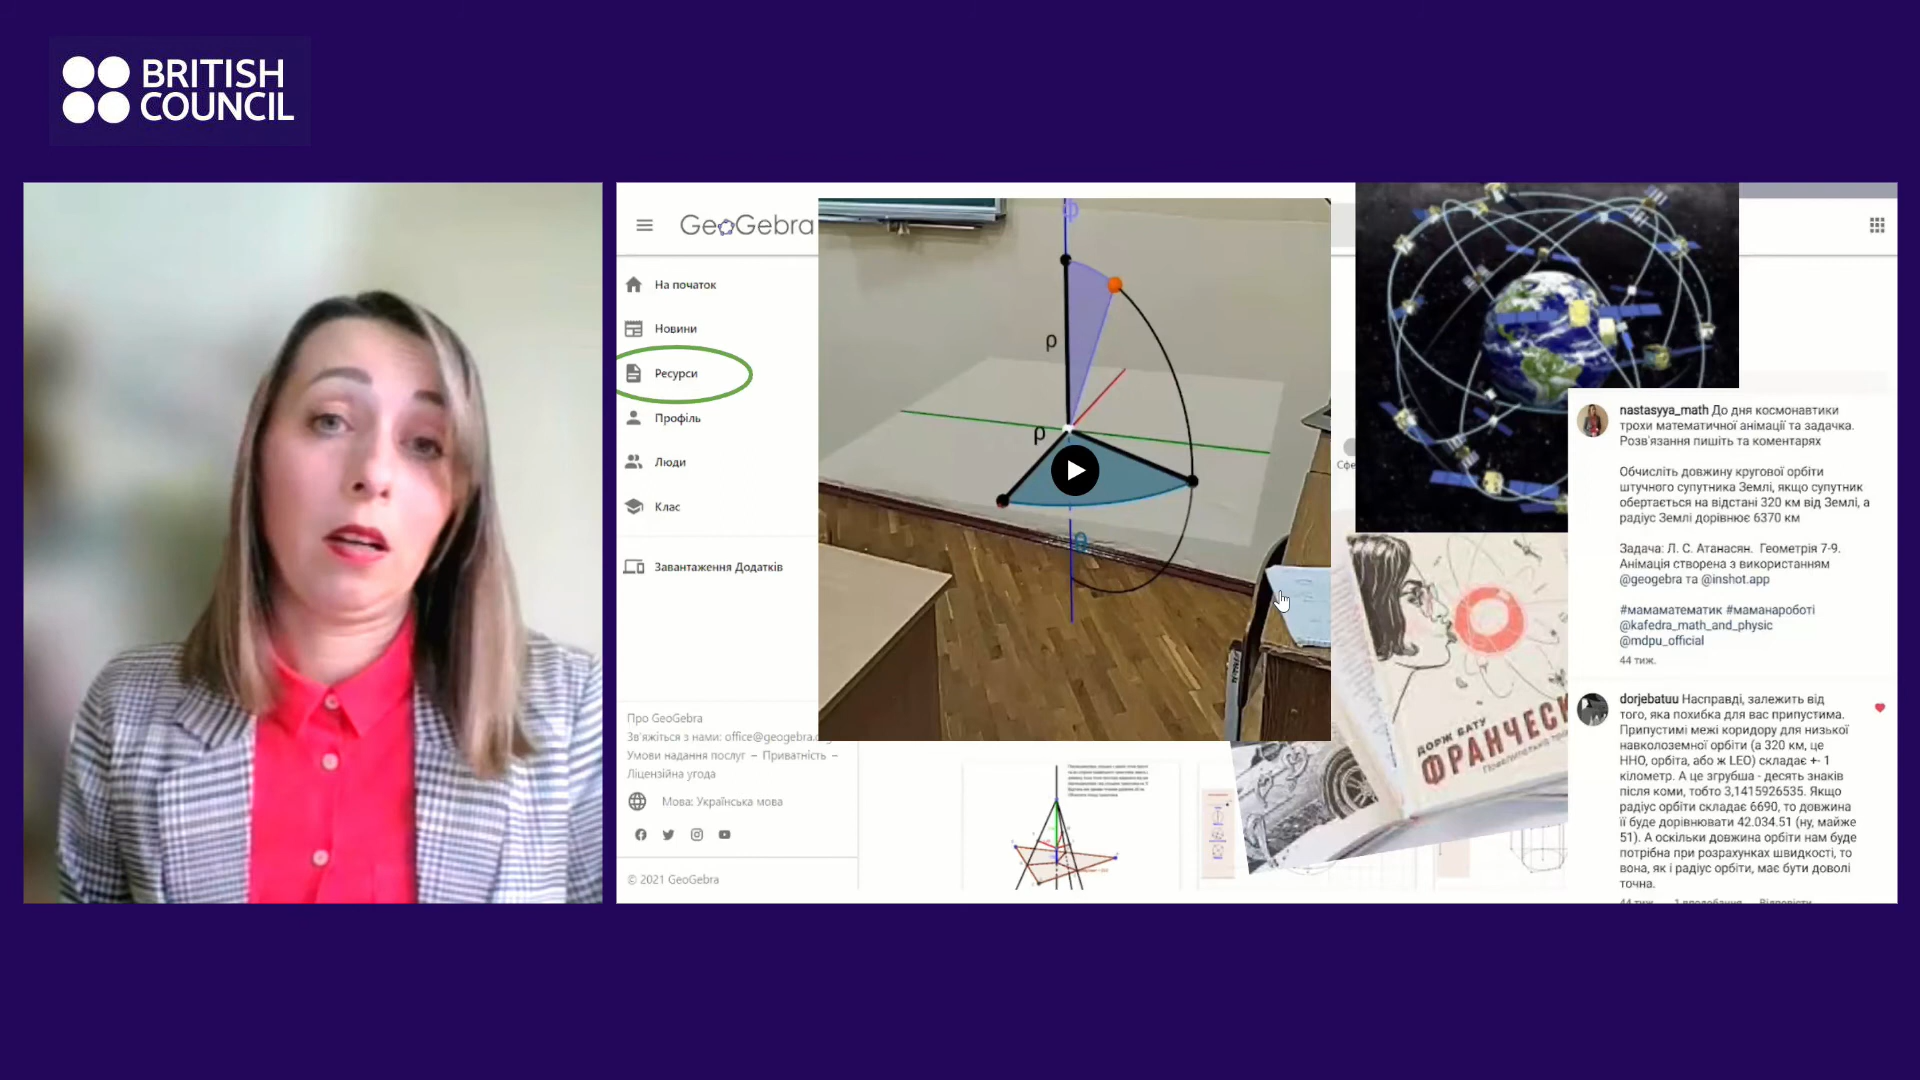 BRITISH
COUNCIL
GeoGebra
На початок
Новини
Ресурси
Профіль
Люди
Клас
Завантаження Додатків
Про GeoGebra
Зв'яжіться з нами: office@geogebra.
Умови надання послуг – Приватність –
Ліцензійна угода
Мова: Українська мова
© 2021 GeoGebra
φ
ρ
ρ
θ
Сфе
ДОРЖ БАТУ
ФРАНЧЕСК
nastasyya_math До дня космонавтики
трохи математичної анімації та задачка.
Розв'язання пишіть та коментарях
Обчисліть довжину кругової орбіти
штучного супутника Землі, якщо супутник
обертається на відстані 320 км від Землі, а
радіус Землі дорівнює 6370 км
Задача: Л. С. Атанасян. Геометрія 7-9.
Анімація створена з використанням
@geogebra та @inshot.app
#мамаматематик #маманароботі
@kafedra_math_and_physic
@mdpu_official
44 тиж.
dorjebatuu Насправді, залежить від
того, яка похибка для вас припустима.
Припустимі межі коридору для низької
навколоземної орбіти (а 320 км, це
ННО, орбіта, або ж LEO) складає +- 1
кілометр. А це згрубша - десять знаків
після коми, тобто 3,1415926535. Якщо
радіус орбіти складає 6690, то довжина
її буде дорівнювати 42.034.51 (ну, майже
51). А оскільки довжина орбіти нам буде
потрібна при розрахунках швидкості, то
вона, як і радіус орбіти, має бути доволі
точна.
44 тиж. 1 вподобання Відповісти